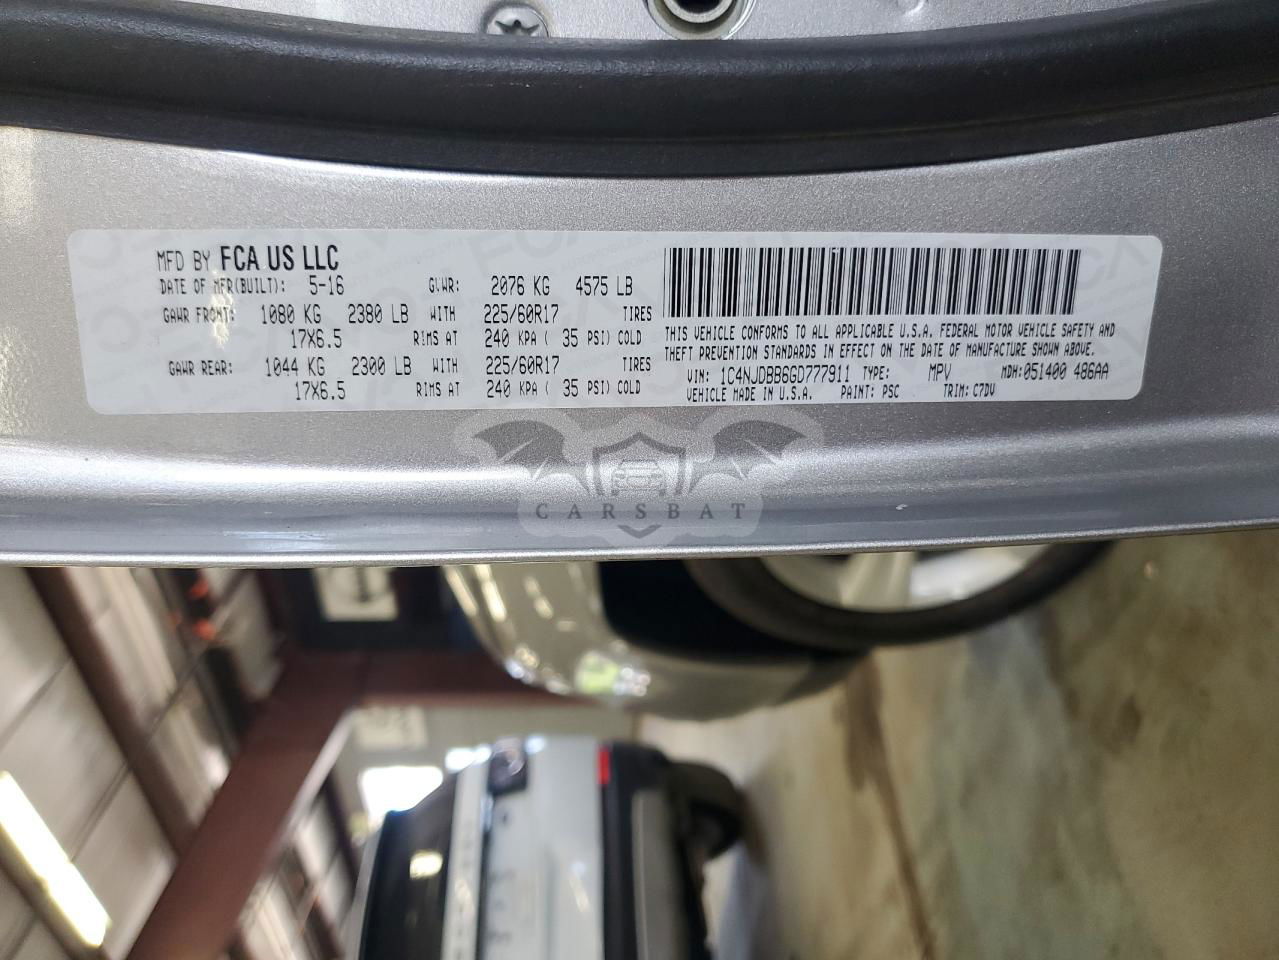 MFD BY FCA US LLC
DATE OF MFR(BUILT): 5-16 GVWR: 2076 KG 4575 LB
GAWR FRONT: 1080 KG 2380 LB WITH 225/60R17 TIRES
17X6.5 RIMS AT 240 KPA ( 35 PSI) COLD
GAWR REAR: 1044 KG 2300 LB WITH 225/60R17 TIRES
17X6.5 RIMS AT 240 KPA ( 35 PSI) COLD
THIS VEHICLE CONFORMS TO ALL APPLICABLE U.S.A. FEDERAL MOTOR VEHICLE SAFETY AND
THEFT PREVENTION STANDARDS IN EFFECT ON THE DATE OF MANUFACTURE SHOWN ABOVE.
VIN: 1C4NJDBB6GD777911 TYPE: MPV MDH: 051400 486AA
VEHICLE MADE IN U.S.A. PAINT: PSC TRIM: C7DV
CARSBAT